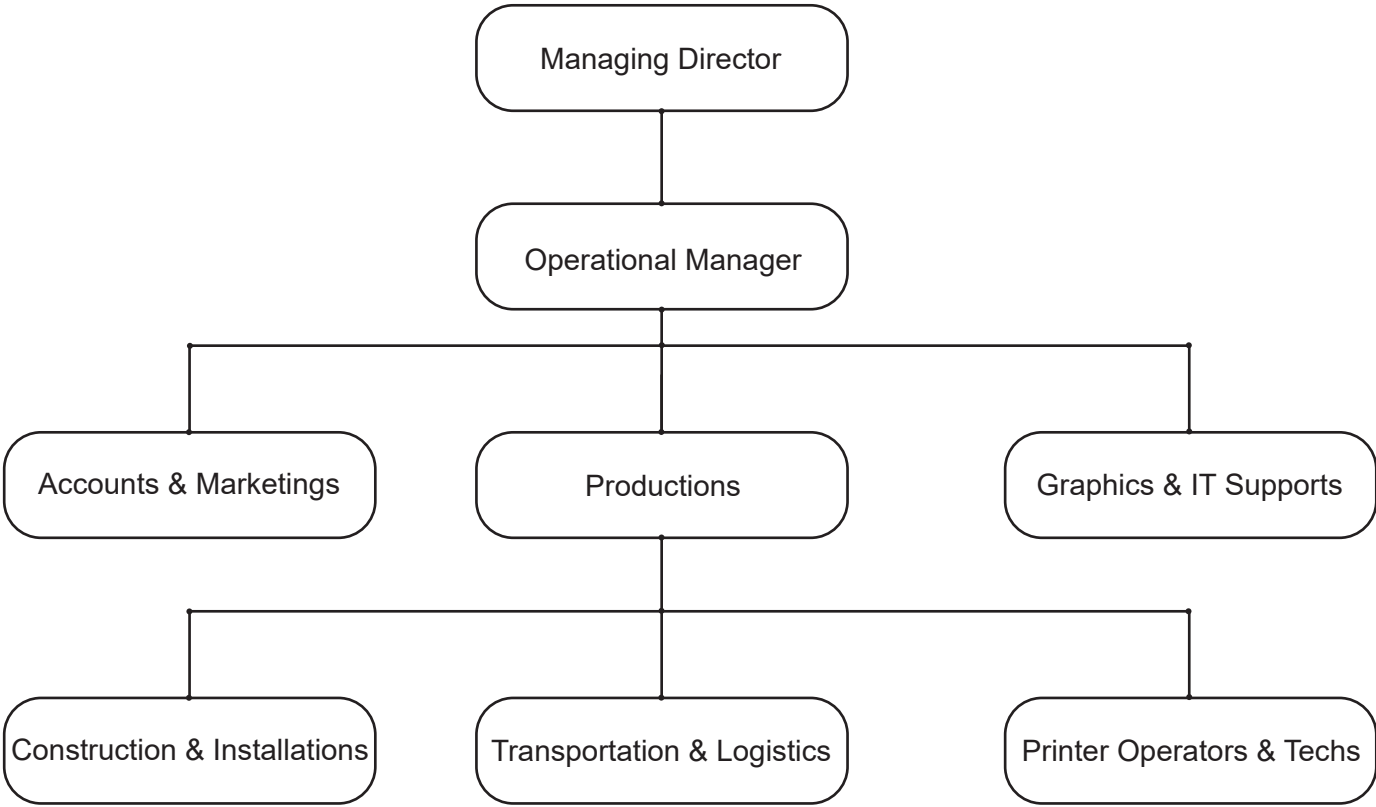 Managing Director
Operational Manager
Accounts & Marketings
Productions
Graphics & IT Supports
Construction & Installations
Transportation & Logistics
Printer Operators & Techs